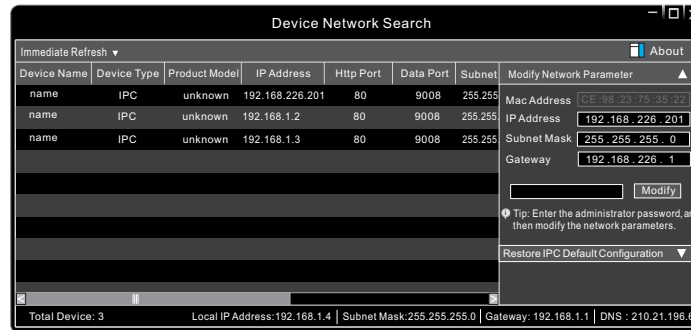 Device Network Search
Immediate Refresh ▼ About
Device Name Device Type Product Model IP Address Http Port Data Port Subnet
name IPC unknown 192.168.226.201 80 9008 255.255
name IPC unknown 192.168.1.2 80 9008 255.255.
name IPC unknown 192.168.1.3 80 9008 255.255.
Modify Network Parameter ▲
Mac Address CE :98 :23 :75 :35 :22
IP Address 192 .168 . 226 . 201
Subnet Mask 255 . 255 . 255 . 0
Gateway 192 .168 . 226 . 1
Modify
Tip: Enter the administrator password, an
then modify the network parameters.
Restore IPC Default Configuration ▼
Total Device: 3 Local IP Address:192.168.1.4 Subnet Mask:255.255.255.0 Gateway: 192.168.1.1 DNS : 210.21.196.6